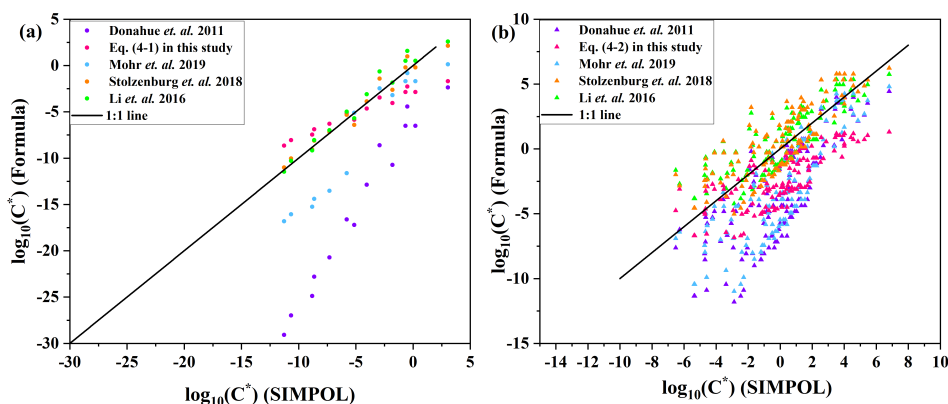 (a)
Donahue et. al. 2011
Eq. (4-1) in this study
Mohr et. al. 2019
Stolzenburg et. al. 2018
Li et. al. 2016
1:1 line
5
0
-5
-10
-15
-20
-25
-30
log10(C*) (Formula)
-30 -25 -20 -15 -10 -5 0 5
log10(C*) (SIMPOL)
(b)
Donahue et. al. 2011
Eq. (4-2) in this study
Mohr et. al. 2019
Stolzenburg et. al. 2018
Li et. al. 2016
1:1 line
10
5
0
-5
-10
-15
log10(C*) (Formula)
-14 -12 -10 -8 -6 -4 -2 0 2 4 6 8 10
log10(C*) (SIMPOL)